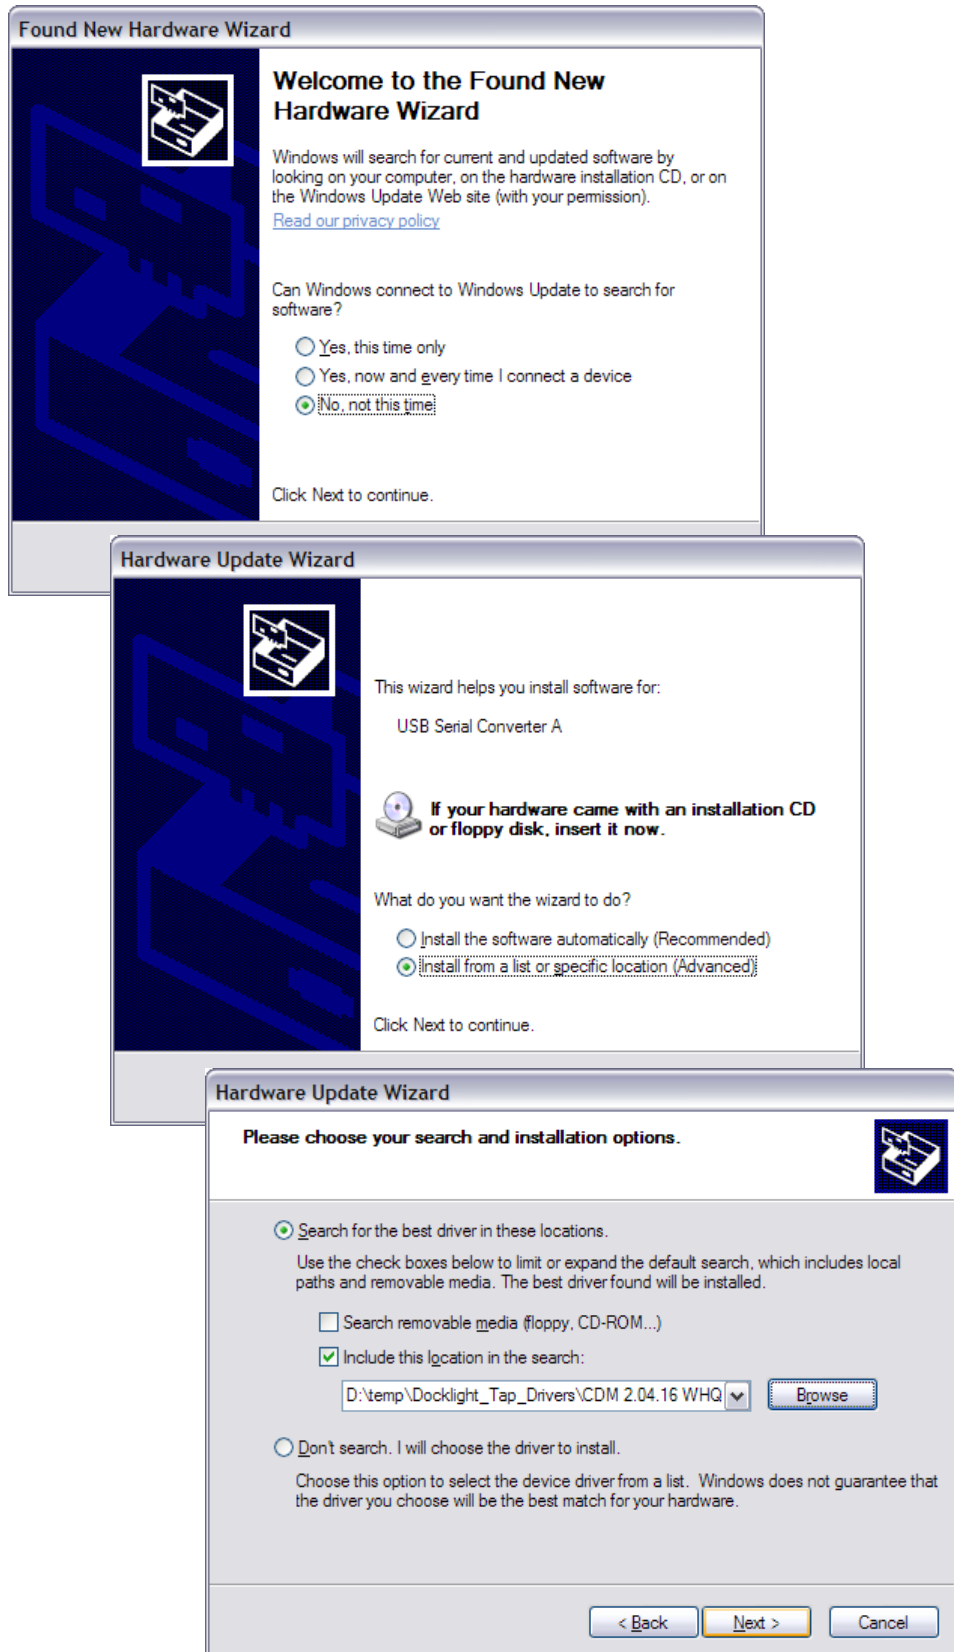 Found New Hardware Wizard
Welcome to the Found New
Hardware Wizard
Windows will search for current and updated software by
looking on your computer, on the hardware installation CD, or on
the Windows Update Web site (with your permission).
Read our privacy policy
Can Windows connect to Windows Update to search for
software?
Yes, this time only
Yes, now and every time I connect a device
No, not this time
Click Next to continue.
Hardware Update Wizard
This wizard helps you install software for:
USB Serial Converter A
If your hardware came with an installation CD
or floppy disk, insert it now.
What do you want the wizard to do?
Install the software automatically (Recommended)
Install from a list or specific location (Advanced)
Click Next to continue.
Hardware Update Wizard
Please choose your search and installation options.
Search for the best driver in these locations.
Use the check boxes below to limit or expand the default search, which includes local
paths and removable media. The best driver found will be installed.
Search removable media (floppy, CD-ROM...)
Include this location in the search:
D:\temp\Docklight_Tap_Drivers\CDM 2.04.16 WHQ
Browse
Don't search. I will choose the driver to install.
Choose this option to select the device driver from a list. Windows does not guarantee that
the driver you choose will be the best match for your hardware.
< Back
Next >
Cancel